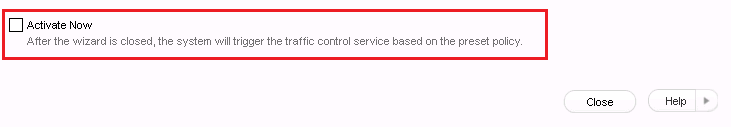 Activate Now
After the wizard is closed, the system will trigger the traffic control service based on the preset policy.
Close Help